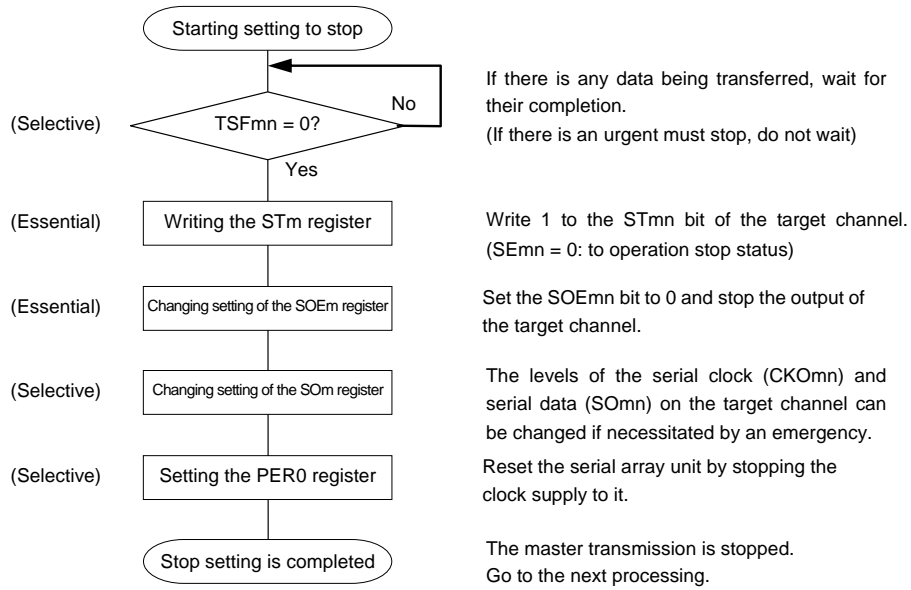 Starting setting to stop
If there is any data being transferred, wait for
their completion.
(If there is an urgent must stop, do not wait)
(Selective)
TSFmn = 0?
No
Yes
(Essential)
Writing the STm register
Write 1 to the STmn bit of the target channel.
(SEmn = 0: to operation stop status)
(Essential)
Changing setting of the SOEm register
Set the SOEmn bit to 0 and stop the output of
the target channel.
(Selective)
Changing setting of the SOm register
The levels of the serial clock (CKOmn) and
serial data (SOmn) on the target channel can
be changed if necessitated by an emergency.
(Selective)
Setting the PER0 register
Reset the serial array unit by stopping the
clock supply to it.
Stop setting is completed
The master transmission is stopped.
Go to the next processing.